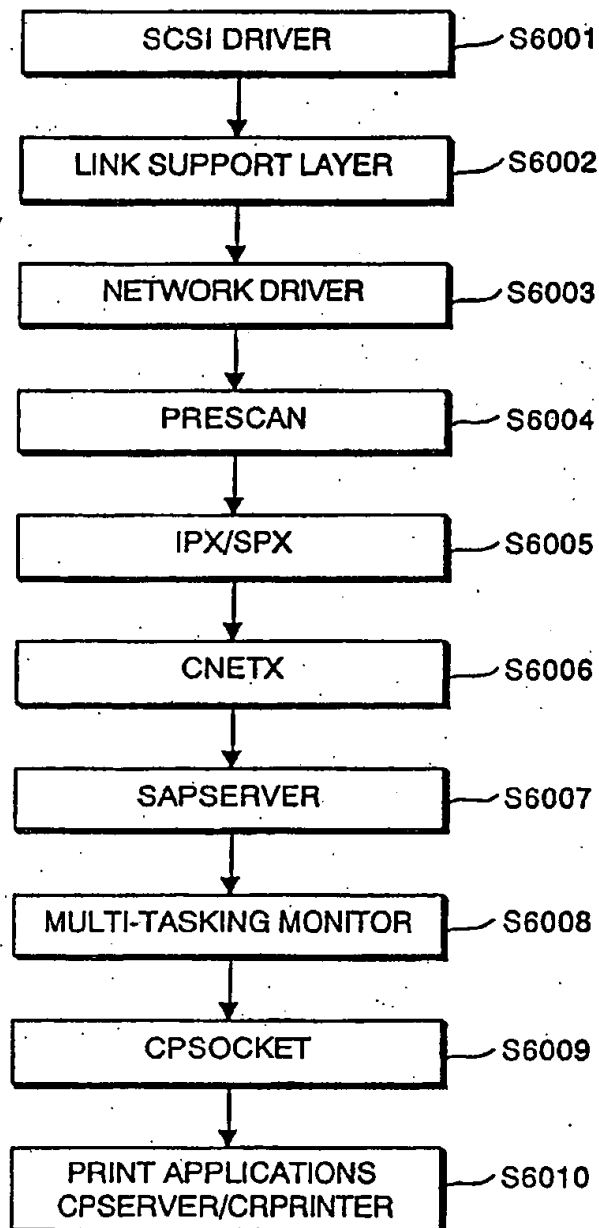 SCSI DRIVER
S6001
LINK SUPPORT LAYER
S6002
NETWORK DRIVER
S6003
PRESCAN
S6004
IPX/SPX
S6005
CNETX
S6006
SAPSERVER
S6007
MULTI-TASKING MONITOR
S6008
CPSOCKET
S6009
PRINT APPLICATIONS
CPSERVER/CRPRINTER
S6010